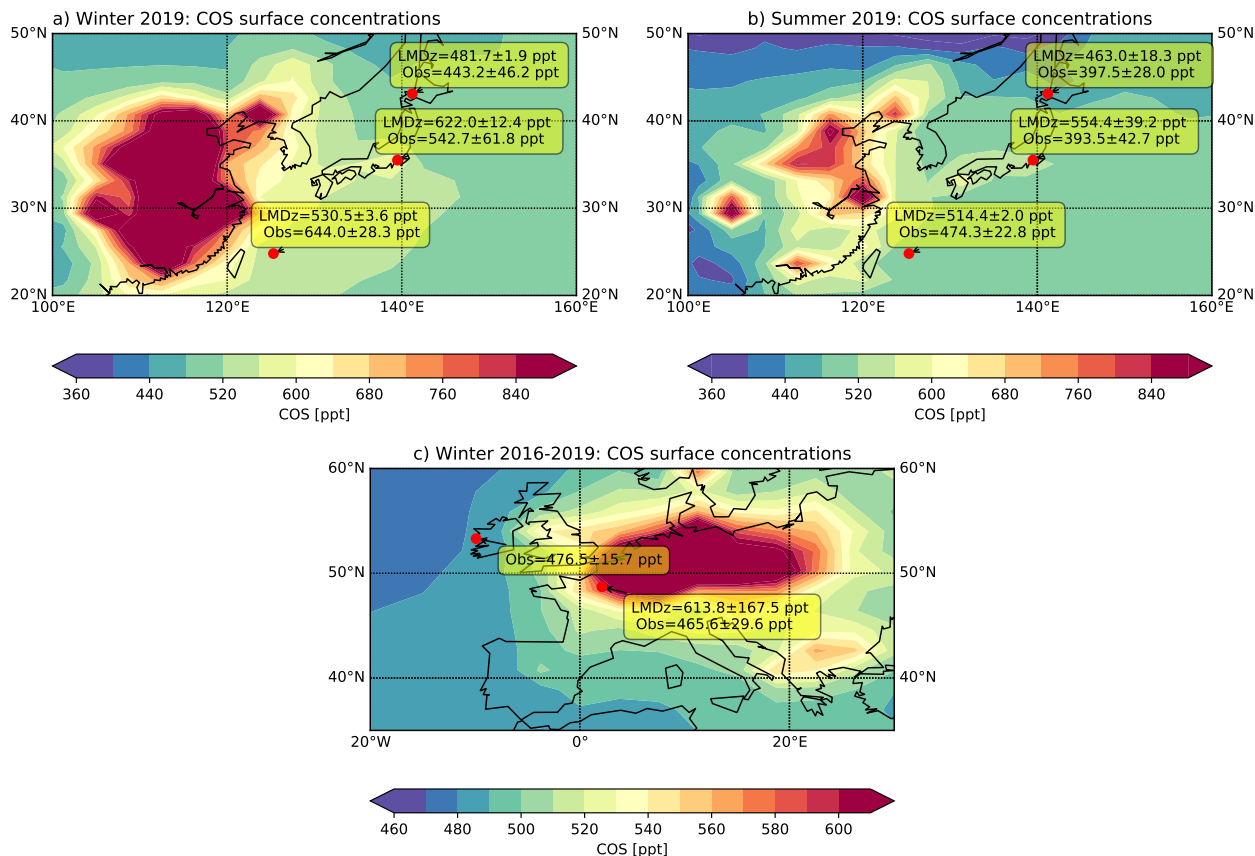 a) Winter 2019: COS surface concentrations
50°N
40°N
30°N
20°N
100°E
120°E
140°E
160°E
20°N
LMDz=481.7±1.9 ppt
Obs=443.2±46.2 ppt
LMDz=622.0±12.4 ppt
Obs=542.7±61.8 ppt
LMDz=530.5±3.6 ppt
Obs=644.0±28.3 ppt
360
440
520
600
680
760
840
COS [ppt]
b) Summer 2019: COS surface concentrations
50°N
50°N
40°N
40°N
30°N
30°N
20°N
20°N
100°E
120°E
140°E
160°E
LMDz=463.0±18.3 ppt
Obs=397.5±28.0 ppt
LMDz=554.4±39.2 ppt
Obs=393.5±42.7 ppt
LMDz=514.4±2.0 ppt
Obs=474.3±22.8 ppt
360
440
520
600
680
760
840
COS [ppt]
c) Winter 2016-2019: COS surface concentrations
60°N
60°N
50°N
50°N
40°N
40°N
20°W
0°
20°E
Obs=476.5±15.7 ppt
LMDz=613.8±167.5 ppt
Obs=465.6±29.6 ppt
460
480
500
520
540
560
580
600
COS [ppt]